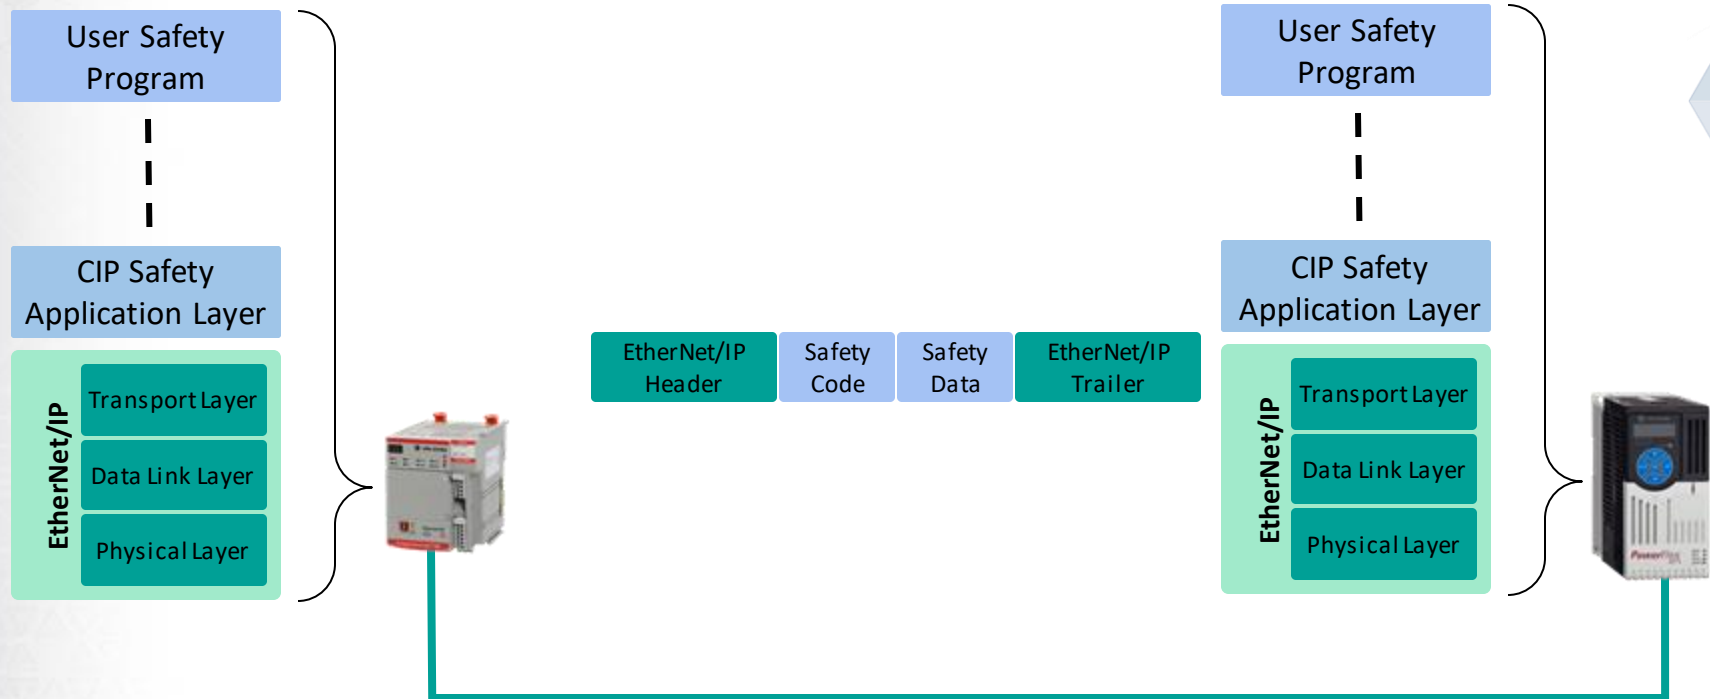 User Safety
Program
CIP Safety
Application Layer
EtherNet/IP
Transport Layer
Data Link Layer
Physical Layer
EtherNet/IP
Header
Safety
Code
Safety
Data
EtherNet/IP
Trailer
User Safety
Program
CIP Safety
Application Layer
EtherNet/IP
Transport Layer
Data Link Layer
Physical Layer
PowerFlex